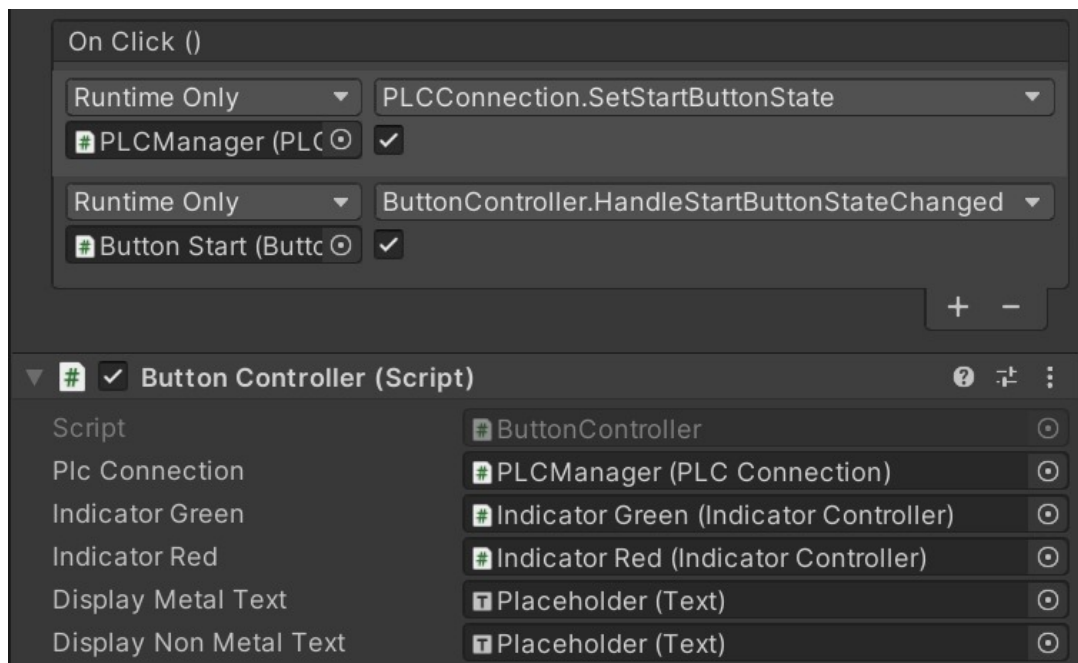 On Click ()
Runtime Only PLCConnection.SetStartButtonState
PLCManager (PLC
Runtime Only ButtonController.HandleStartButtonStateChanged
Button Start (Butto
Button Controller (Script)
Script ButtonController
Plc Connection PLCManager (PLC Connection)
Indicator Green Indicator Green (Indicator Controller)
Indicator Red Indicator Red (Indicator Controller)
Display Metal Text Placeholder (Text)
Display Non Metal Text Placeholder (Text)